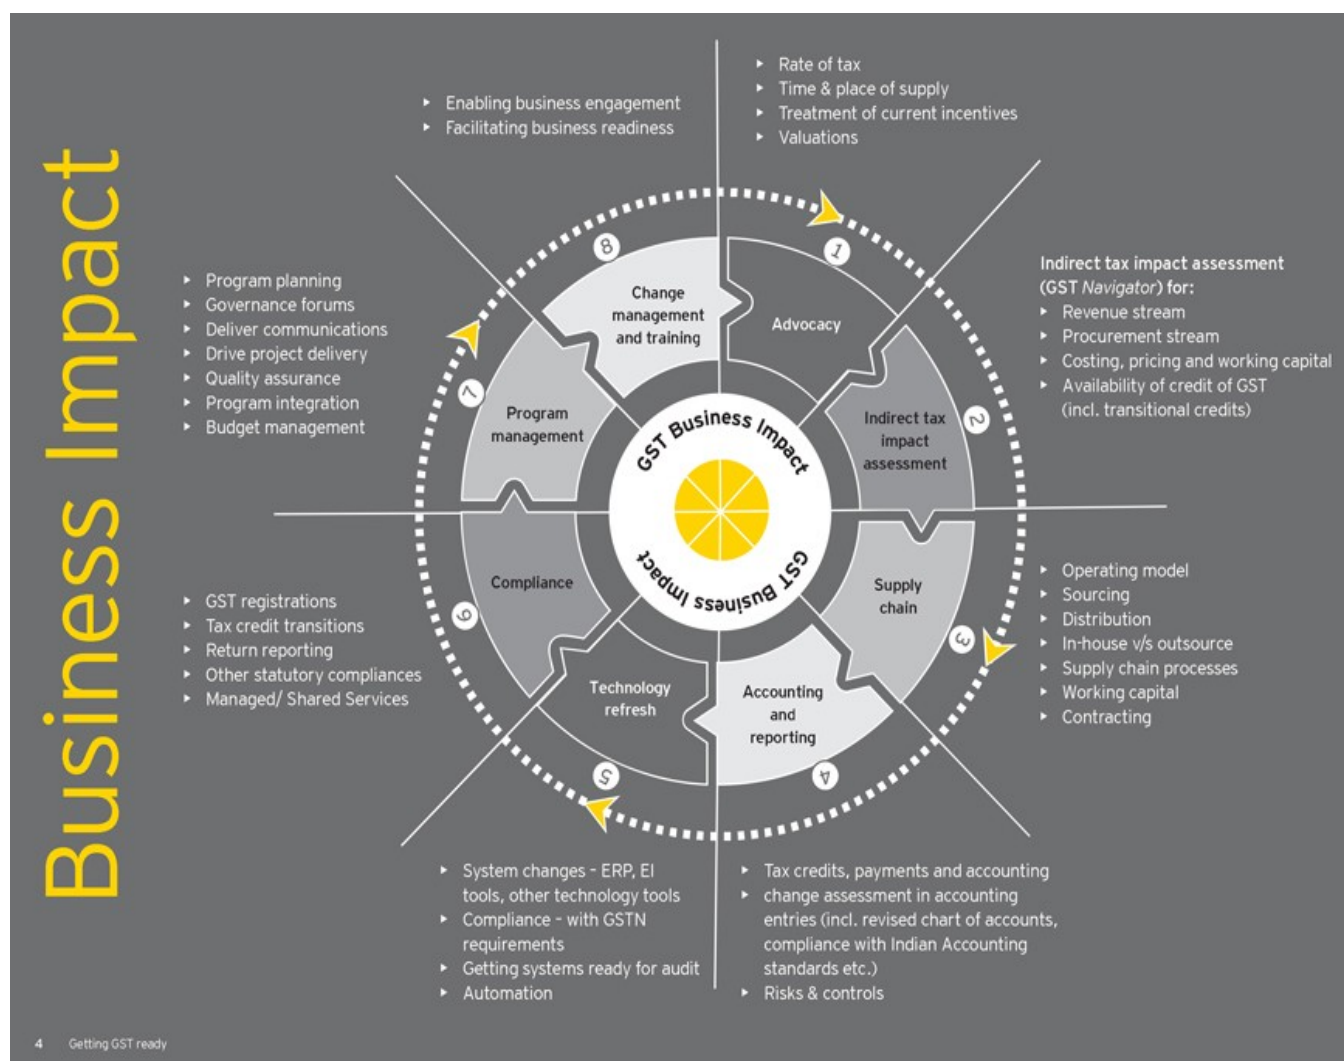 Business Impact
Enabling business engagement
Facilitating business readiness
Rate of tax
Time & place of supply
Treatment of current incentives
Valuations
Indirect tax impact assessment
(GST Navigator) for:
Revenue stream
Procurement stream
Costing, pricing and working capital
Availability of credit of GST
(incl. transitional credits)
Operating model
Sourcing
Distribution
In-house v/s outsource
Supply chain processes
Working capital
Contracting
Tax credits, payments and accounting
change assessment in accounting
entries (incl. revised chart of accounts,
compliance with Indian Accounting
standards etc.)
Risks & controls
System changes - ERP, EI
tools, other technology tools
Compliance - with GSTN
requirements
Getting systems ready for audit
Automation
GST registrations
Tax credit transitions
Return reporting
Other statutory compliances
Managed/ Shared Services
Program planning
Governance forums
Deliver communications
Drive project delivery
Quality assurance
Program integration
Budget management
1
Advocacy
2
Indirect tax
impact
assessment
3
Supply
chain
4
Accounting
and
reporting
5
Technology
refresh
6
Compliance
7
Program
management
8
Change
management
and training
GST Business Impact
GST Business Impact
4 Getting GST ready